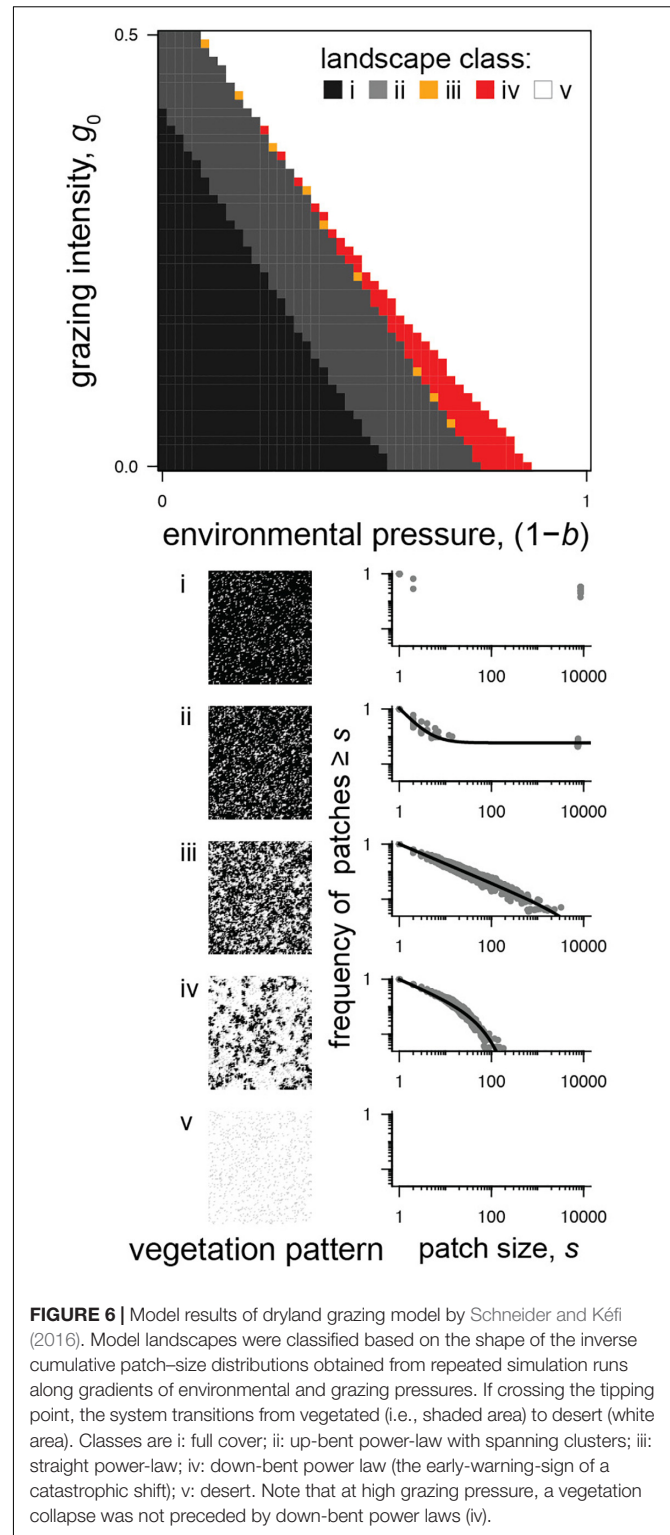 0.5
landscape class:
i ii iii iv v
grazing intensity, g0
0.0
0 1
environmental pressure, (1−b)
i
1
1 100 10000
ii
1
1 100 10000
iii
1
1 100 10000
iv
1
1 100 10000
v
1
1 100 10000
frequency of patches ≥ s
vegetation pattern patch size, s
FIGURE 6 | Model results of dryland grazing model by Schneider and Kéfi
(2016). Model landscapes were classified based on the shape of the inverse
cumulative patch–size distributions obtained from repeated simulation runs
along gradients of environmental and grazing pressures. If crossing the tipping
point, the system transitions from vegetated (i.e., shaded area) to desert (white
area). Classes are i: full cover; ii: up-bent power-law with spanning clusters; iii:
straight power-law; iv: down-bent power law (the early-warning-sign of a
catastrophic shift); v: desert. Note that at high grazing pressure, a vegetation
collapse was not preceded by down-bent power laws (iv).